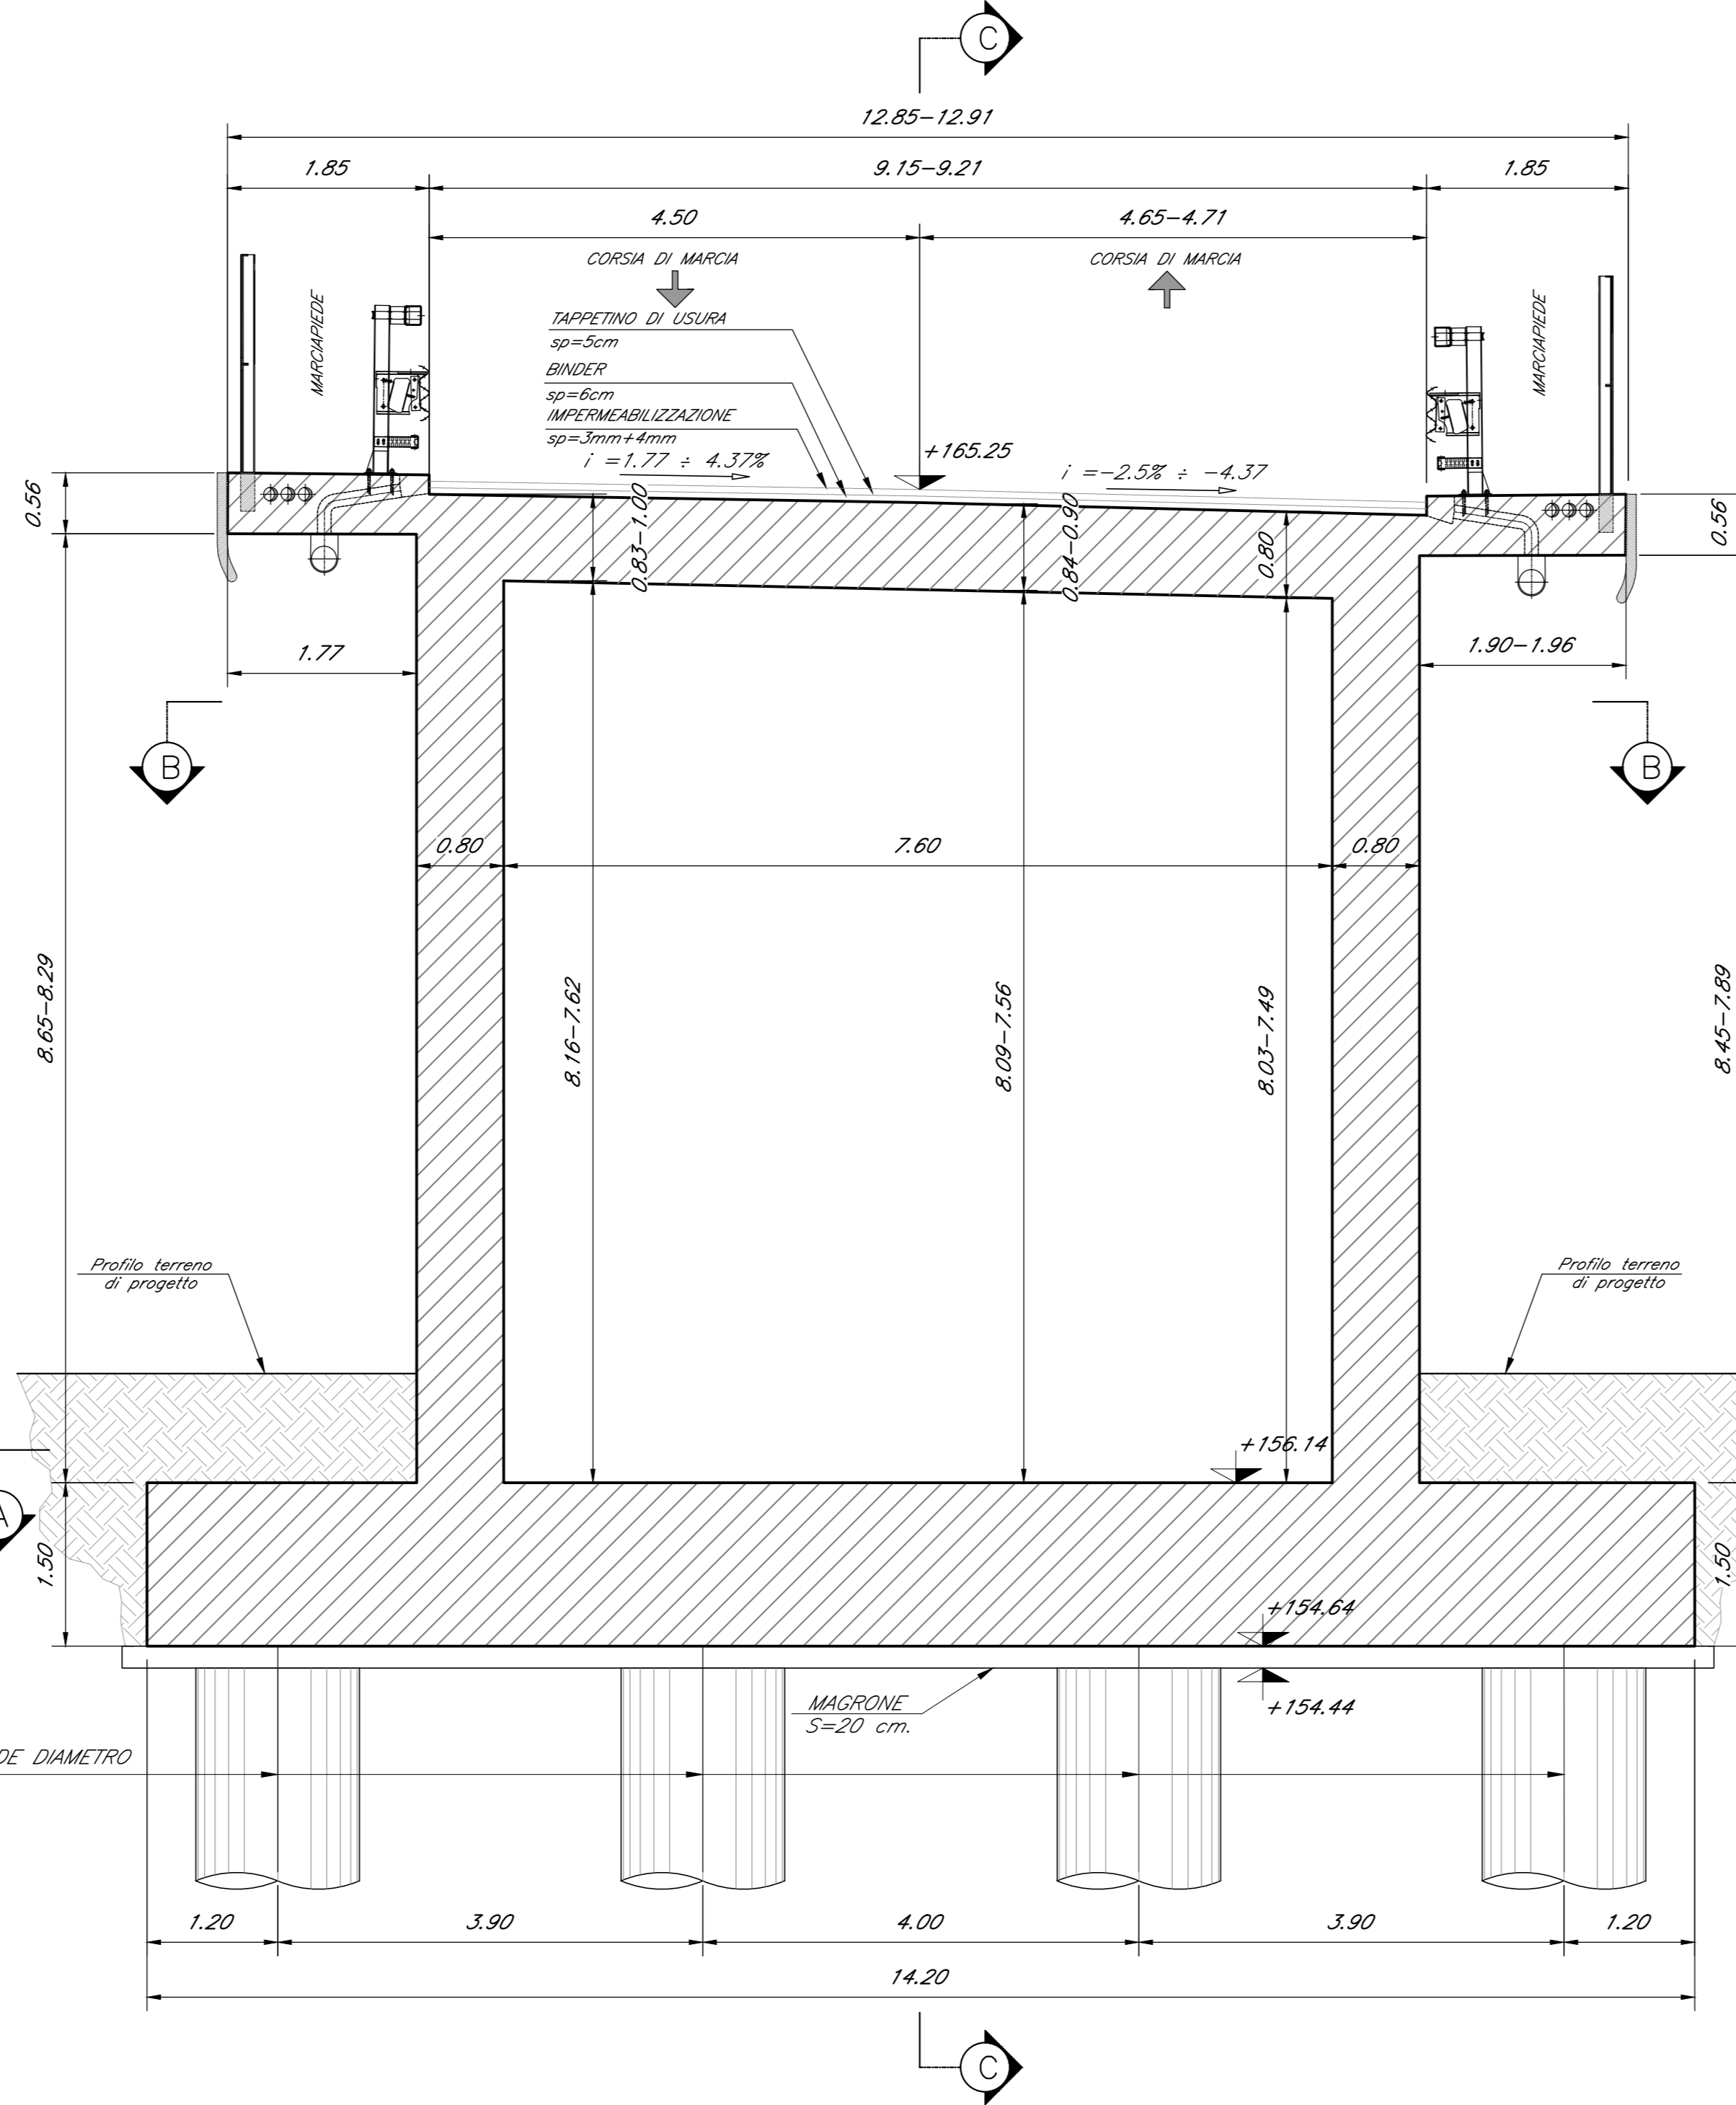 C
12.85-12.91
1.85
9.15-9.21
1.85
4.50
4.65-4.71
CORSIA DI MARCIA
CORSIA DI MARCIA
MARCIAPIEDE
MARCIAPIEDE
TAPPETINO DI USURA
sp=5cm
BINDER
sp=6cm
IMPERMEABILIZZAZIONE
sp=3mm+4mm
i =1.77 ÷ 4.37%
+165.25
i =-2.5% ÷ -4.37
0.56
0.56
0.83-1.00
0.84-0.90
0.80
1.77
1.90-1.96
B
B
0.80
7.60
0.80
8.65-8.29
8.16-7.62
8.09-7.56
8.03-7.49
8.45-7.89
Profilo terreno
di progetto
Profilo terreno
di progetto
+156.14
A
1.50
1.50
+154.64
+154.44
MAGRONE
S=20 cm.
DE DIAMETRO
1.20
3.90
4.00
3.90
1.20
14.20
C